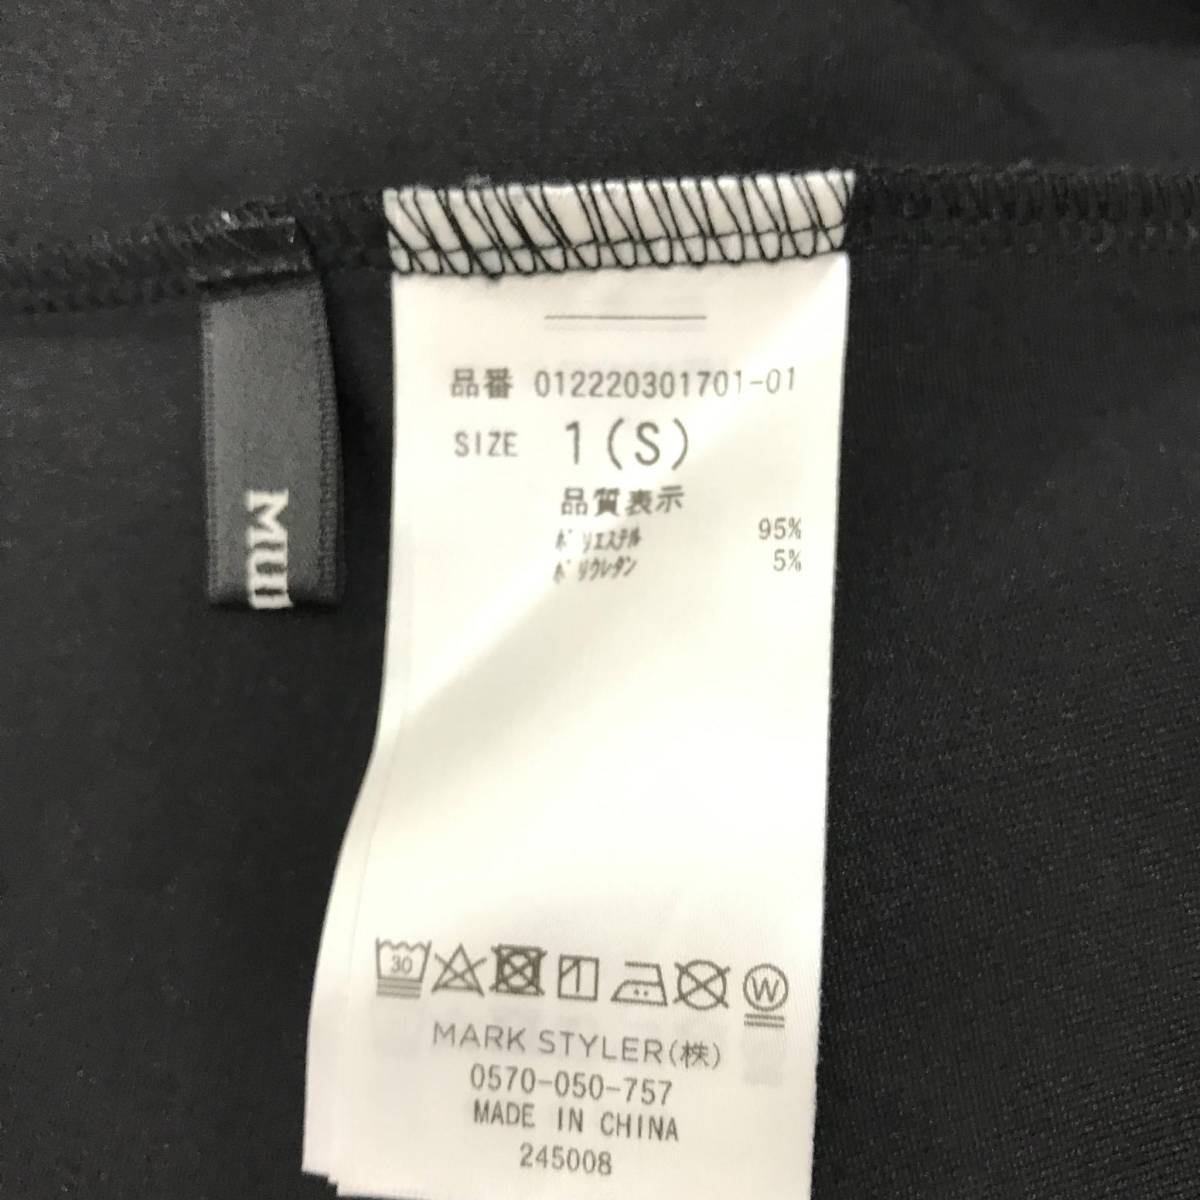 品番 012220301701-01
SIZE 1(S)
品質表示
ポリエステル 95%
ポリウレタン 5%
30
W
MARK STYLER(株)
0570-050-757
MADE IN CHINA
245008